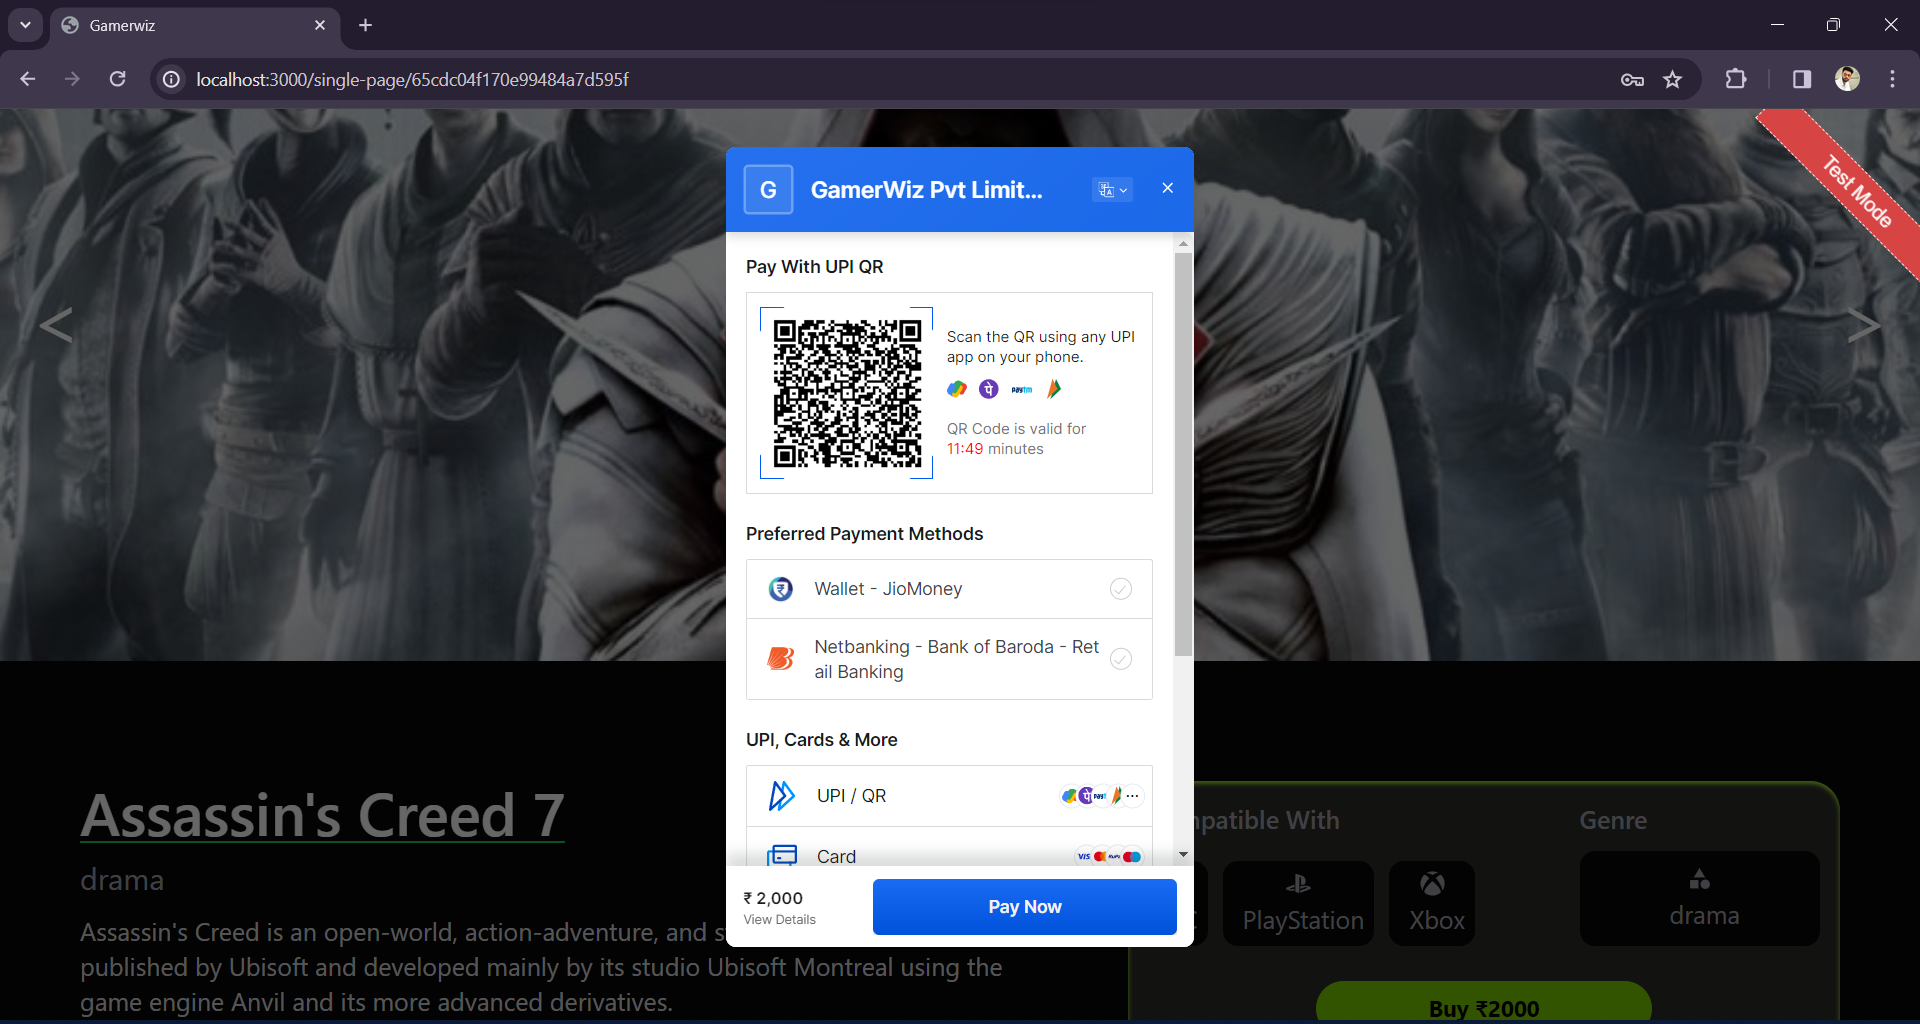 Gamerwiz
localhost:3000/single-page/65cdc04f170e99484a7d595f
Test Mode
G
GamerWiz Pvt Limit...
Pay With UPI QR
Scan the QR using any UPI
app on your phone.
paytm
QR Code is valid for
11:49 minutes
Preferred Payment Methods
Wallet - JioMoney
Netbanking - Bank of Baroda - Ret
ail Banking
UPI, Cards & More
UPI / QR
Card
VISA
₹ 2,000
View Details
Pay Now
Assassin's Creed 7
drama
Assassin's Creed is an open-world, action-adventure, and s
published by Ubisoft and developed mainly by its studio Ubisoft Montreal using the
game engine Anvil and its more advanced derivatives.
npatible With
PlayStation
Xbox
Genre
drama
Buy ₹2000